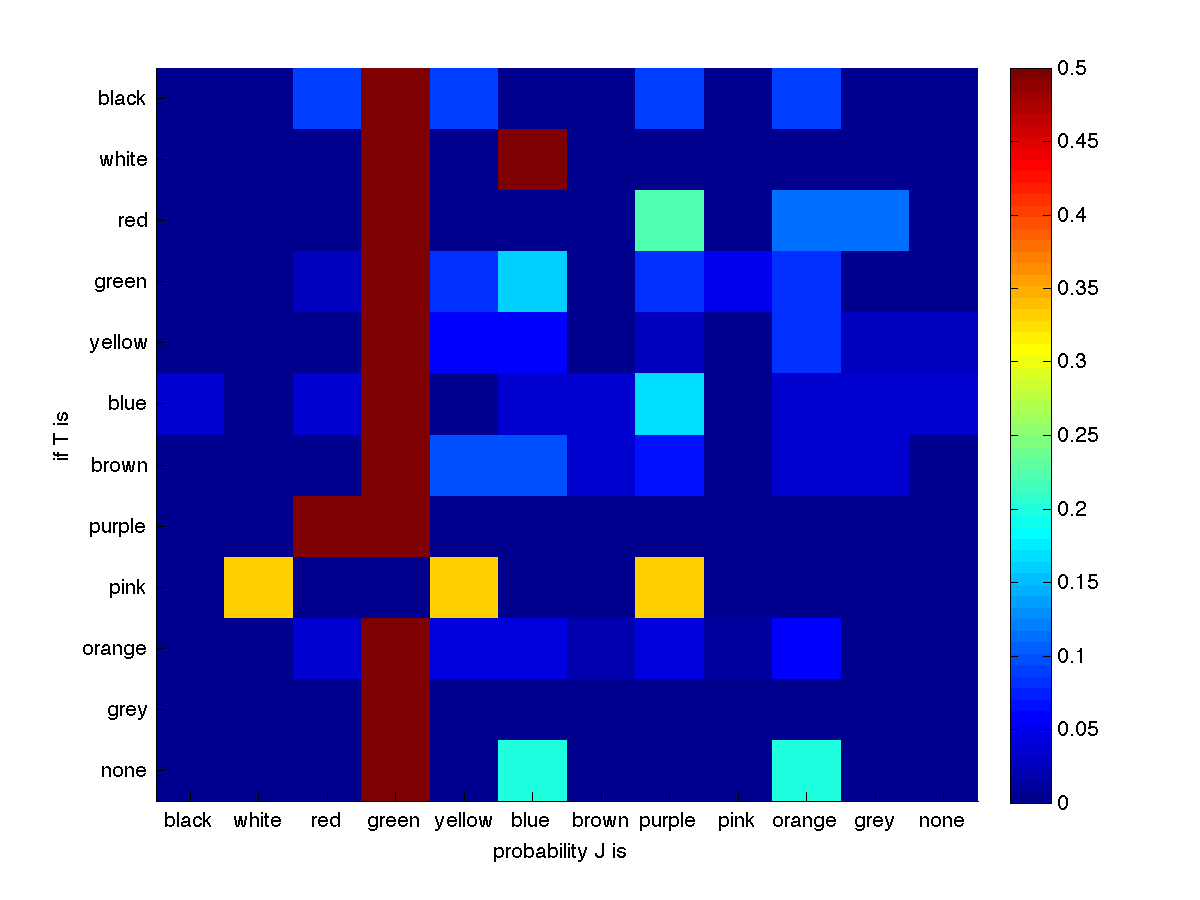 black
white
red
green
yellow
blue
brown
purple
pink
orange
grey
none
if T is
black white red green yellow blue brown purple pink orange grey none
probability J is
0.5
0.45
0.4
0.35
0.3
0.25
0.2
0.15
0.1
0.05
0